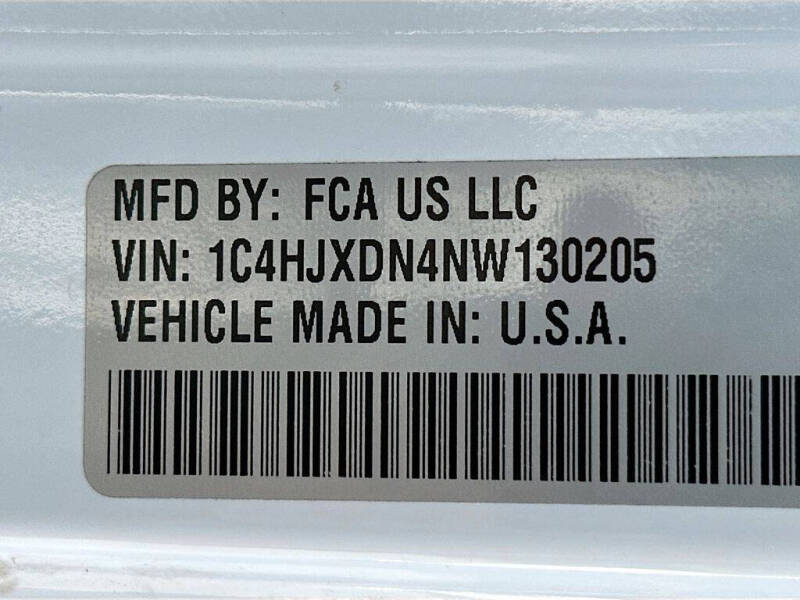 MFD BY: FCA US LLC
VIN: 1C4HJXDN4NW130205
VEHICLE MADE IN: U.S.A.